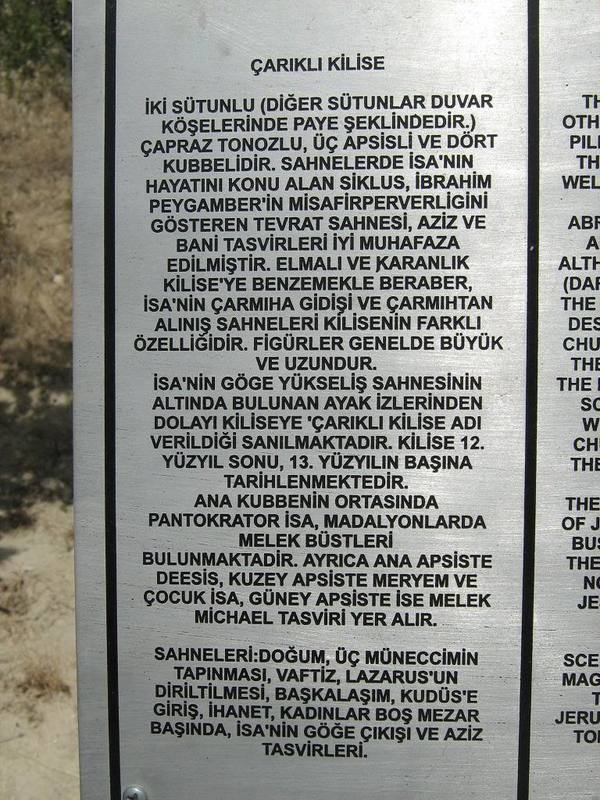 ÇARIKLI KİLİSE
İKİ SÜTUNLU (DİĞER SÜTUNLAR DUVAR
KÖŞELERİNDE PAYE ŞEKLİNDEDİR.)
ÇAPRAZ TONOZLU, ÜÇ APSİSLİ VE DÖRT
KUBBELİDİR. SAHNELERDE İSA'NIN
HAYATINI KONU ALAN SİKLUS, İBRAHİM
PEYGAMBER'İN MİSAFİRPERVERLİGİNİ
GÖSTEREN TEVRAT SAHNESİ, AZİZ VE
BANİ TASVİRLERİ İYİ MUHAFAZA
EDİLMİŞTİR. ELMALI VE KARANLIK
KİLİSE'YE BENZEMEKLE BERABER,
İSA'NİN ÇARMIHA GİDİŞİ VE ÇARMIHTAN
ALINIŞ SAHNELERİ KİLİSENİN FARKLI
ÖZELLİĞİDİR. FİGÜRLER GENELDE BÜYÜK
VE UZUNDUR.
İSA'NİN GÖGE YÜKSELİŞ SAHNESİNİN
ALTINDA BULUNAN AYAK İZLERİNDEN
DOLAYI KİLİSEYE 'ÇARIKLI KİLİSE ADI
VERİLDİĞİ SANILMAKTADIR. KİLİSE 12.
YÜZYIL SONU, 13. YÜZYILIN BAŞINA
TARİHLENMEKTEDİR.
ANA KUBBENİN ORTASINDA
PANTOKRATOR İSA, MADALYONLARDA
MELEK BÜSTLERİ
BULUNMAKTADİR. AYRICA ANA APSİSTE
DEESİS, KUZEY APSİSTE MERYEM VE
ÇOCUK İSA, GÜNEY APSİSTE İSE MELEK
MİCHAEL TASVİRİ YER ALIR.
SAHNELERİ:DOĞUM, ÜÇ MÜNECCİMİN
TAPINMASI, VAFTİZ, LAZARUS'UN
DİRİLTİLMESİ, BAŞKALAŞIM, KUDÜS'E
GİRİŞ, İHANET, KADINLAR BOŞ MEZAR
BAŞINDA, İSA'NİN GÖĞE ÇIKIŞI VE AZİZ
TASVİRLERİ.